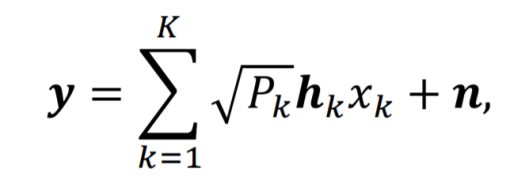 𝒚 = ∑_{k=1}^{K} √P_k 𝒉_k x_k + 𝒏,